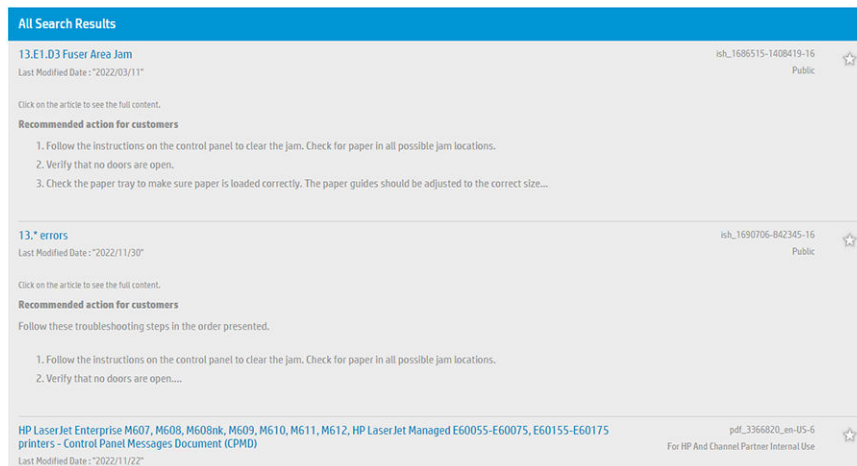 All Search Results
13.E1.D3 Fuser Area Jam
ish_1686515-1408419-16
Last Modified Date : "2022/03/11"
Public
Click on the article to see the full content.
Recommended action for customers
1. Follow the instructions on the control panel to clear the jam. Check for paper in all possible jam locations.
2. Verify that no doors are open.
3. Check the paper tray to make sure paper is loaded correctly. The paper guides should be adjusted to the correct size...
13.* errors
ish_1690706-842345-16
Last Modified Date : "2022/11/30"
Public
Click on the article to see the full content.
Recommended action for customers
Follow these troubleshooting steps in the order presented.
1. Follow the instructions on the control panel to clear the jam. Check for paper in all possible jam locations.
2. Verify that no doors are open....
HP LaserJet Enterprise M607, M608, M608nk, M609, M610, M611, M612, HP LaserJet Managed E60055-E60075, E60155-E60175
printers - Control Panel Messages Document (CPMD)
pdf_3366820_en-US-6
For HP And Channel Partner Internal Use
Last Modified Date : "2022/11/22"